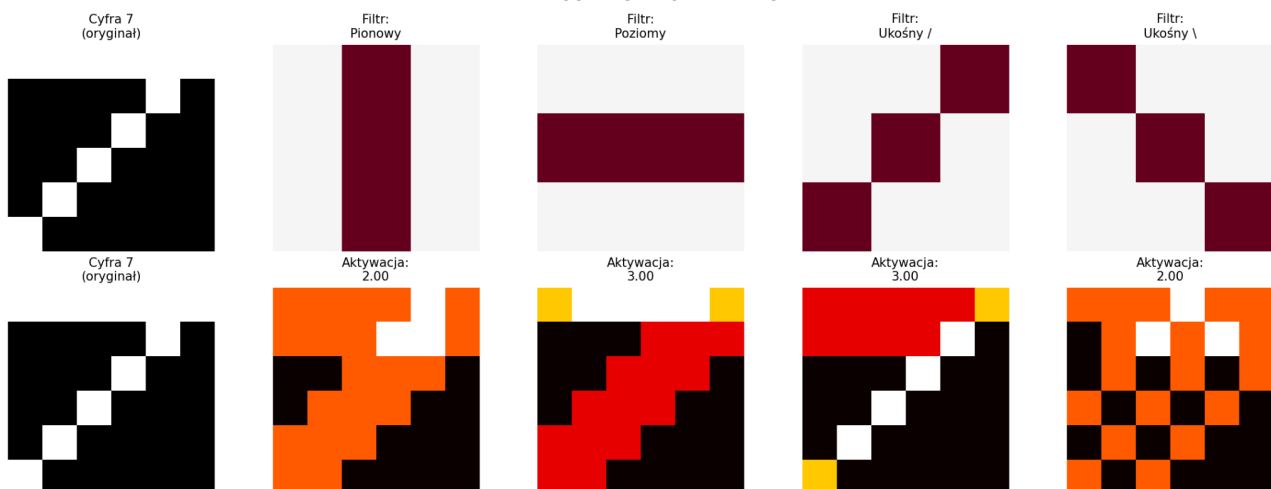 Cyfra 7
(oryginał)
Filtr:
Pionowy
Filtr:
Poziomy
Filtr:
Ukośny /
Filtr:
Ukośny \
Cyfra 7
(oryginał)
Aktywacja:
2.00
Aktywacja:
3.00
Aktywacja:
3.00
Aktywacja:
2.00